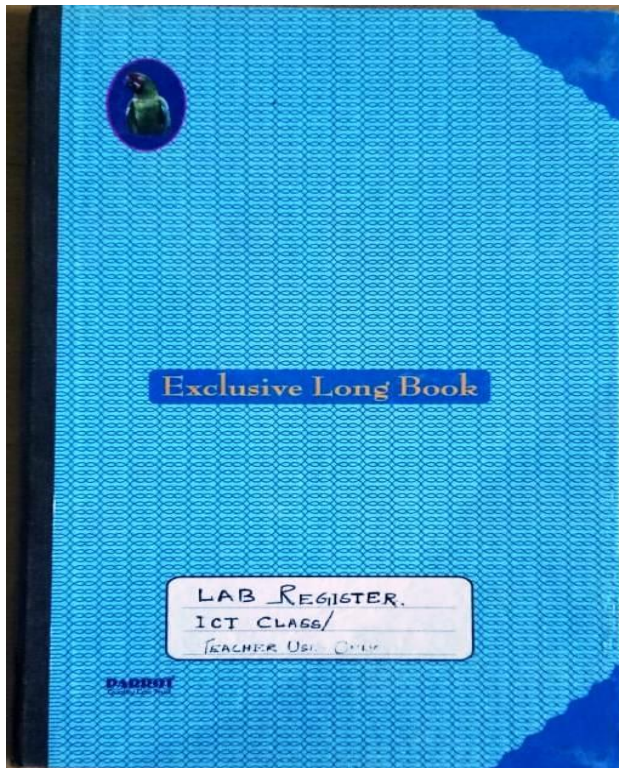 Exclusive Long Book
LAB REGISTER.
ICT CLASS/
TEACHER USE ONLY
PARROT